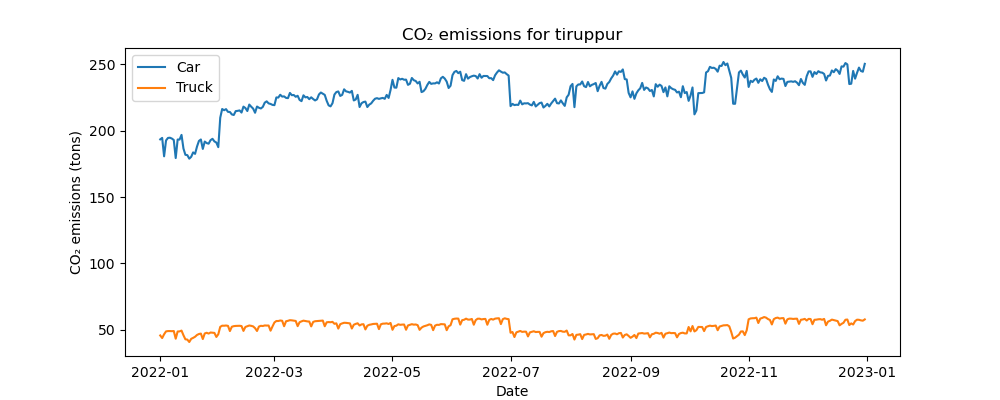 CO₂ emissions for tiruppur
Car
Truck
CO₂ emissions (tons)
250
200
150
100
50
2022-01
2022-03
2022-05
2022-07
2022-09
2022-11
2023-01
Date